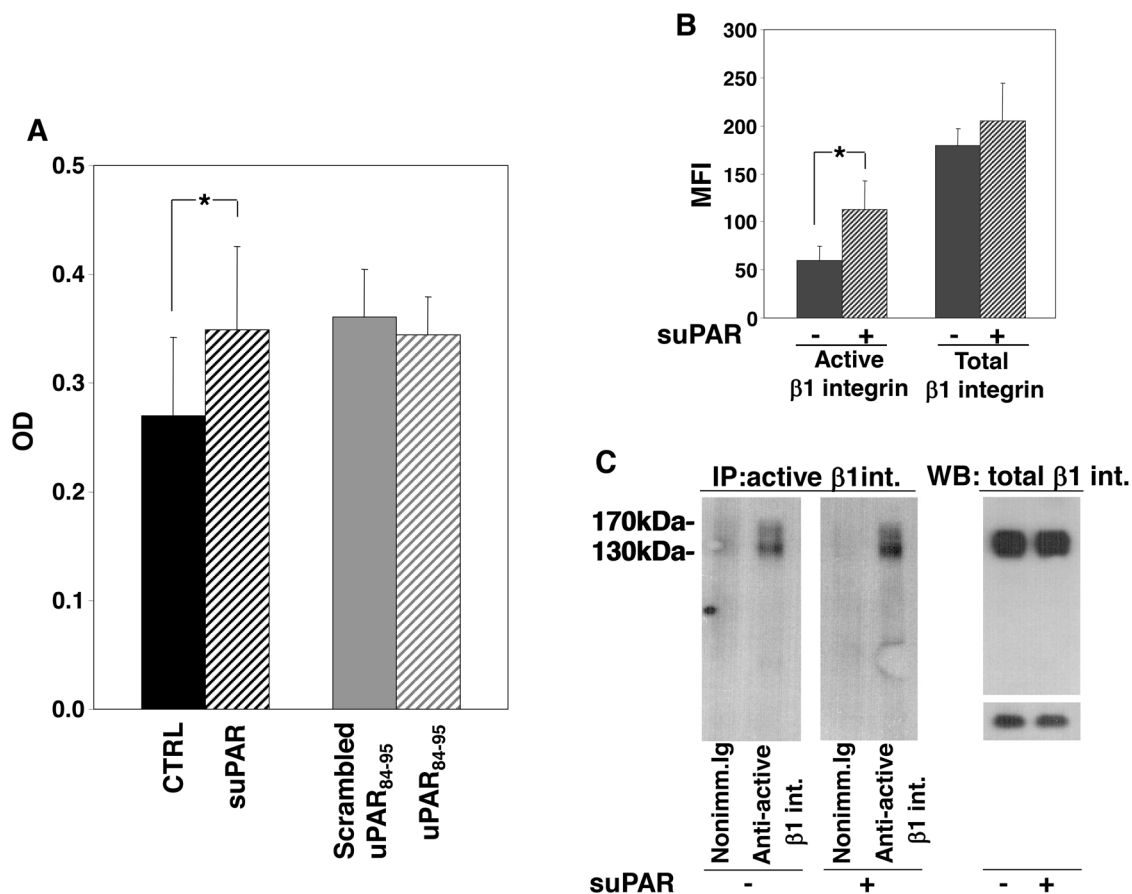 A
0.5
0.4
0.3
0.2
0.1
0.0
OD
*
CTRL
suPAR
Scrambled
uPAR84-95
uPAR84-95
B
300
250
200
150
100
50
0
MFI
*
suPAR - + - +
Active
β1 integrin
Total
β1 integrin
C
IP:active β1int.
WB: total β1 int.
170kDa-
130kDa-
Nonimm.Ig
Anti-active
β1 int.
Nonimm.Ig
Anti-active
β1 int.
suPAR - + - +